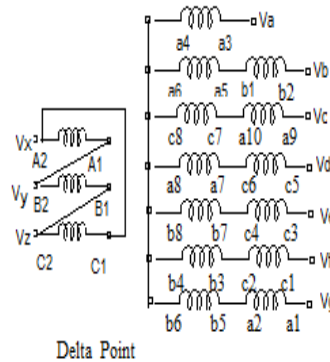 Va
a4 a3
Vb
a6 a5 b1 b2
Vc
c8 c7 a10 a9
Vx
A2 A1
Vd
a8 a7 c6 c5
Vy
B2 B1
b8 b7 c4 c3
Vz
C2 C1
b4 b3 c2 c1
b6 b5 a2 a1
Delta Point